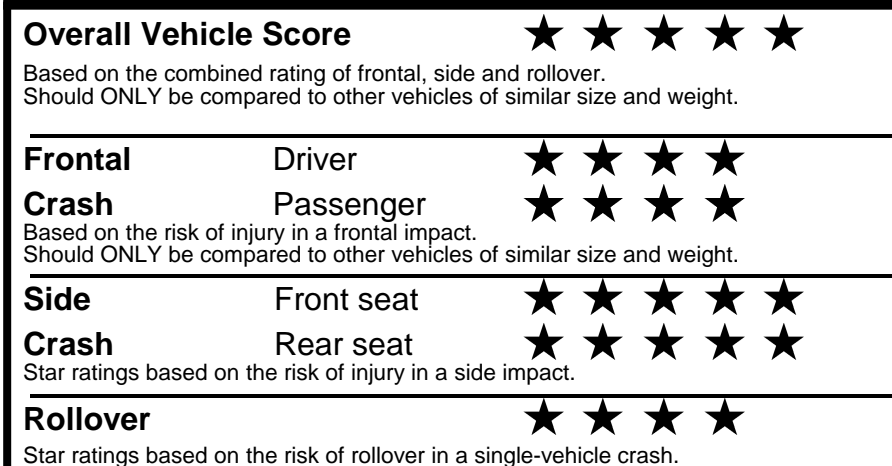 Overall Vehicle Score ★ ★ ★ ★ ★
Based on the combined rating of frontal, side and rollover.
Should ONLY be compared to other vehicles of similar size and weight.
Frontal Driver ★ ★ ★ ★
Crash Passenger ★ ★ ★ ★
Based on the risk of injury in a frontal impact.
Should ONLY be compared to other vehicles of similar size and weight.
Side Front seat ★ ★ ★ ★ ★
Crash Rear seat ★ ★ ★ ★ ★
Star ratings based on the risk of injury in a side impact.
Rollover ★ ★ ★ ★
Star ratings based on the risk of rollover in a single-vehicle crash.